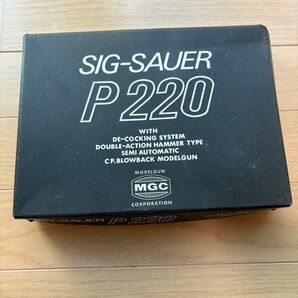 SIG-SAUER
P220
WITH
DE-COCKING SYSTEM
DOUBLE-ACTION HAMMER TYPE
SEMI AUTOMATIC
CP.BLOWBACK MODELGUN
MODELGUN
MGC
CORPORATION
SIG-SAUER P220